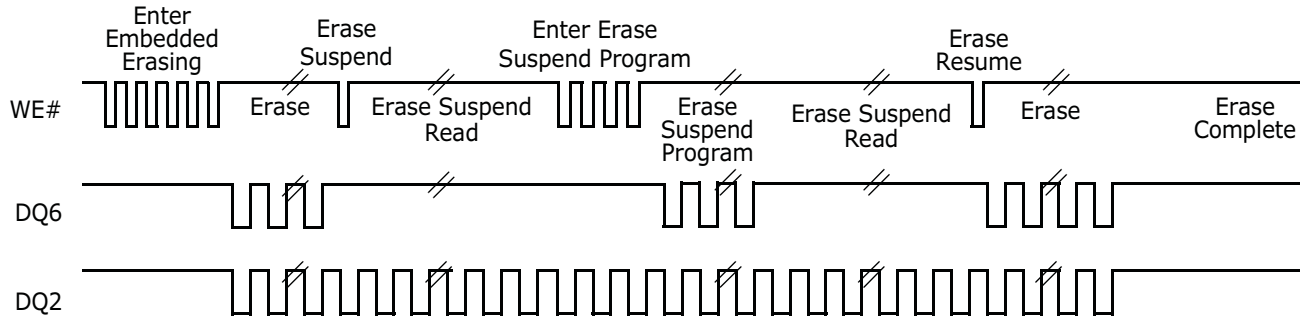 Enter
Embedded
Erasing
Erase
Suspend
Enter Erase
Suspend Program
Erase
Resume
WE#
Erase
Erase Suspend
Read
Erase
Suspend
Program
Erase Suspend
Read
Erase
Erase
Complete
DQ6
DQ2